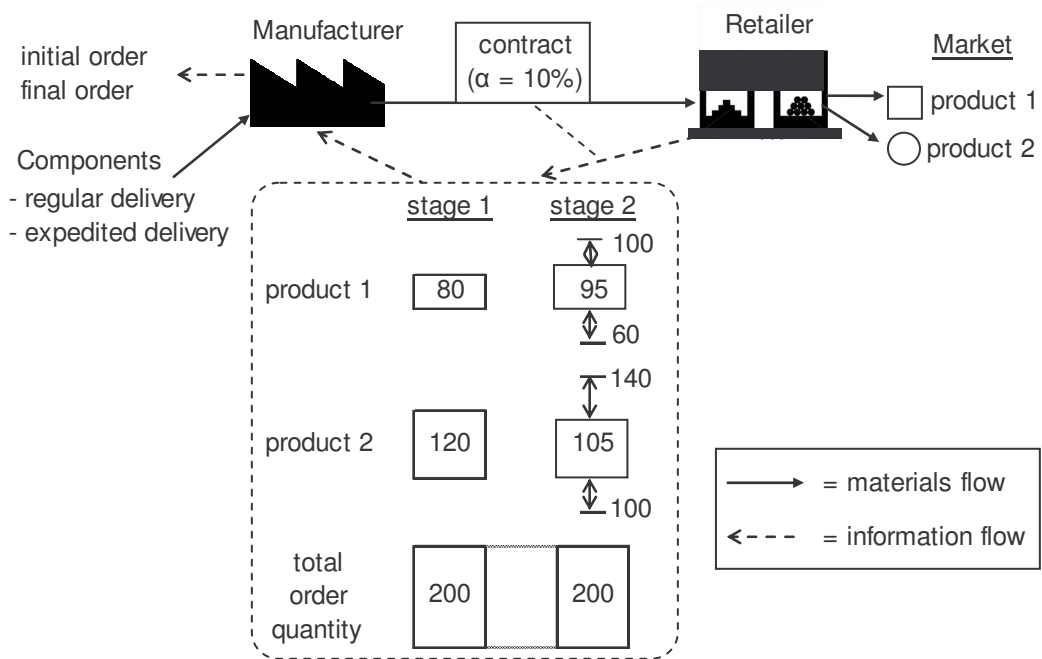 Manufacturer
Retailer
Market
initial order
final order
contract
(α = 10%)
product 1
product 2
Components
- regular delivery
- expedited delivery
stage 1
stage 2
product 1
80
100
95
60
product 2
120
140
105
100
total
order
quantity
200
200
= materials flow
= information flow